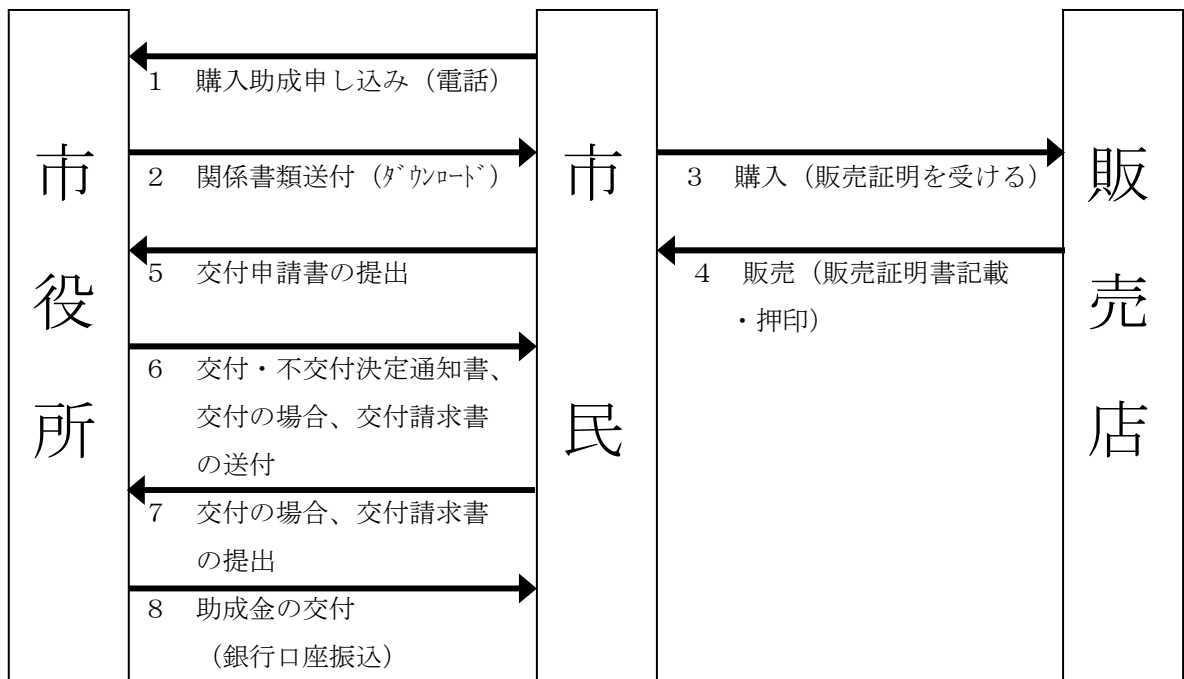 市役所
市民
販売店
1 購入助成申し込み（電話）
2 関係書類送付（ﾀﾞｳﾝﾛｰﾄﾞ）
3 購入（販売証明を受ける）
4 販売（販売証明書記載
・押印）
5 交付申請書の提出
6 交付・不交付決定通知書、
交付の場合、交付請求書
の送付
7 交付の場合、交付請求書
の提出
8 助成金の交付
（銀行口座振込）